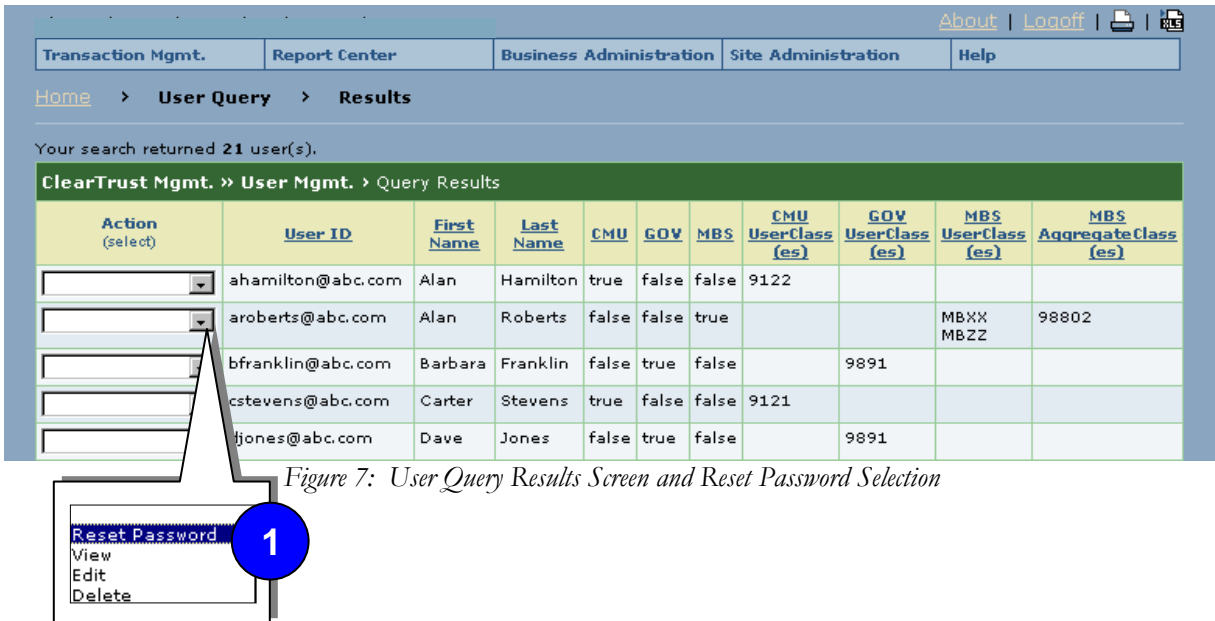 About | Logoff | | XLS
Transaction Mgmt. Report Center Business Administration Site Administration Help
Home > User Query > Results
Your search returned 21 user(s).
ClearTrust Mgmt. » User Mgmt. > Query Results
Action (select) User ID First Name Last Name CMU GOV MBS CMU UserClass (es) GOV UserClass (es) MBS UserClass (es) MBS AggregateClass (es)
ahamilton@abc.com Alan Hamilton true false false 9122
aroberts@abc.com Alan Roberts false false true MBXX MBZZ 98802
bfranklin@abc.com Barbara Franklin false true false 9891
cstevens@abc.com Carter Stevens true false false 9121
djones@abc.com Dave Jones false true false 9891
Figure 7: User Query Results Screen and Reset Password Selection
Reset Password
1
View
Edit
Delete